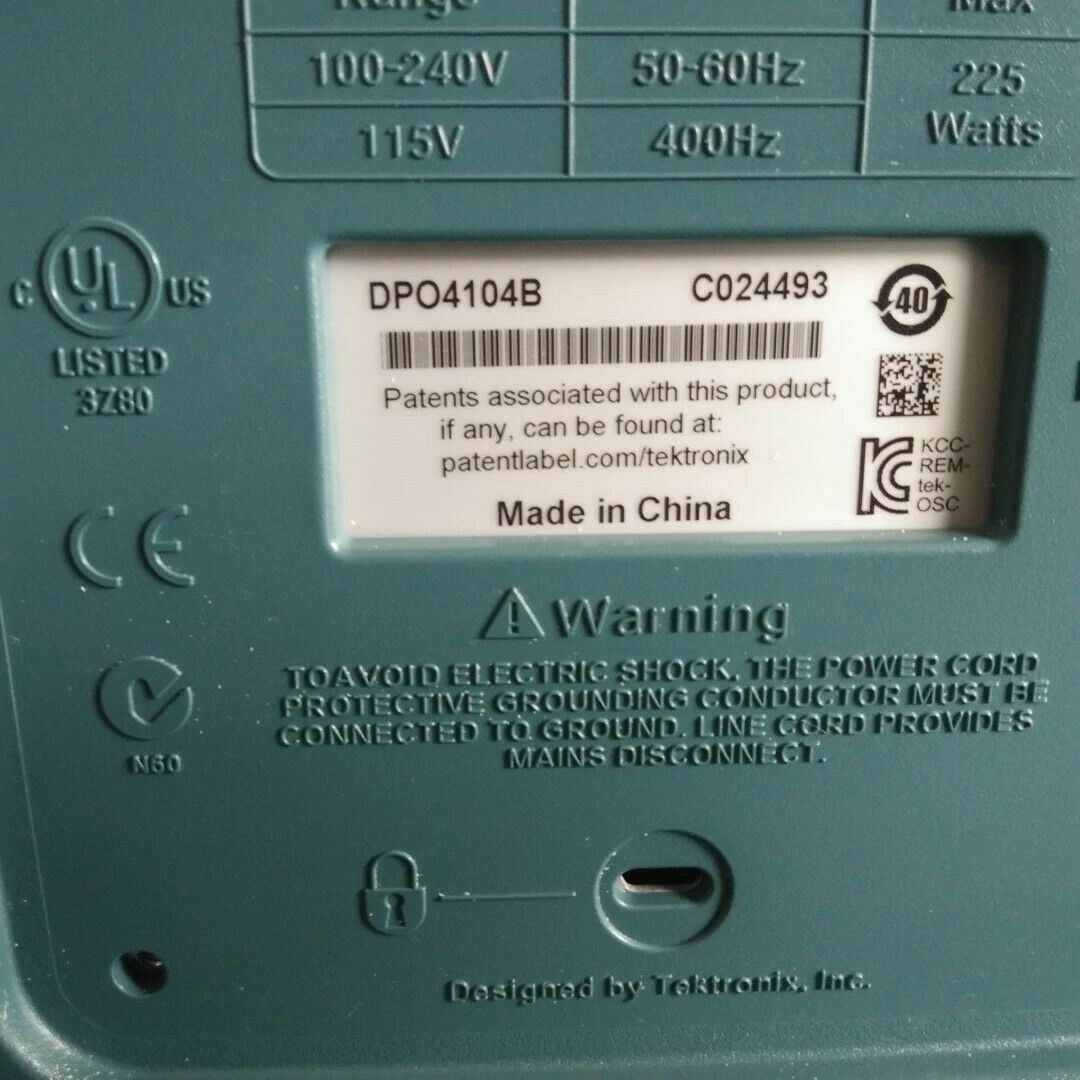 Range
Max
100-240V 50-60Hz 225
Watts
115V 400Hz
C UL US
LISTED
3Z80
DPO4104B C024493
40
Patents associated with this product,
if any, can be found at:
patentlabel.com/tektronix
KCC-
REM-
tek-
OSC
Made in China
CE
N60
Warning
TO AVOID ELECTRIC SHOCK, THE POWER CORD
PROTECTIVE GROUNDING CONDUCTOR MUST BE
CONNECTED TO GROUND. LINE CORD PROVIDES
MAINS DISCONNECT.
Designed by Tektronix, Inc.